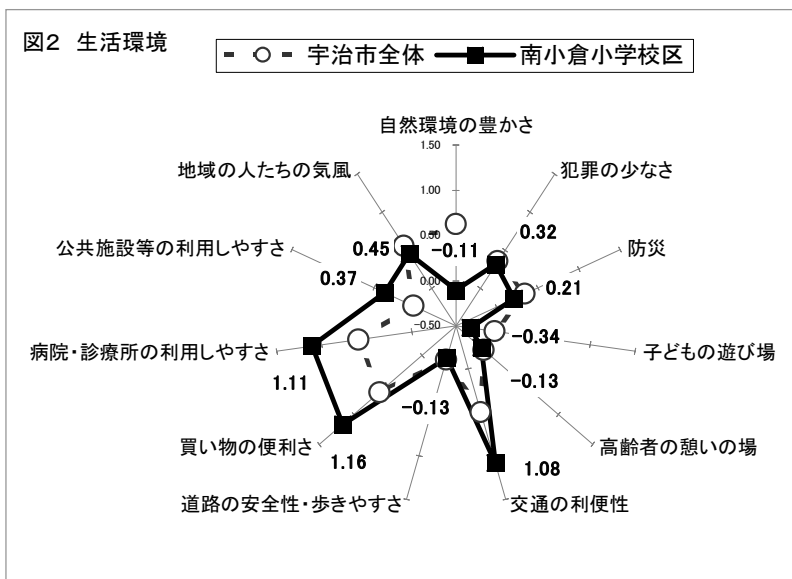 図2 生活環境
宇治市全体
南小倉小学校区
自然環境の豊かさ
1.50
地域の人たちの気風
犯罪の少なさ
1.00
0.50
0.32
0.45
-0.11
公共施設等の利用しやすさ
防災
0.37
0.00
0.21
-0.50
-0.34
病院・診療所の利用しやすさ
子どもの遊び場
1.11
-0.13
-0.13
買い物の便利さ
高齢者の憩いの場
1.16
1.08
道路の安全性・歩きやすさ
交通の利便性